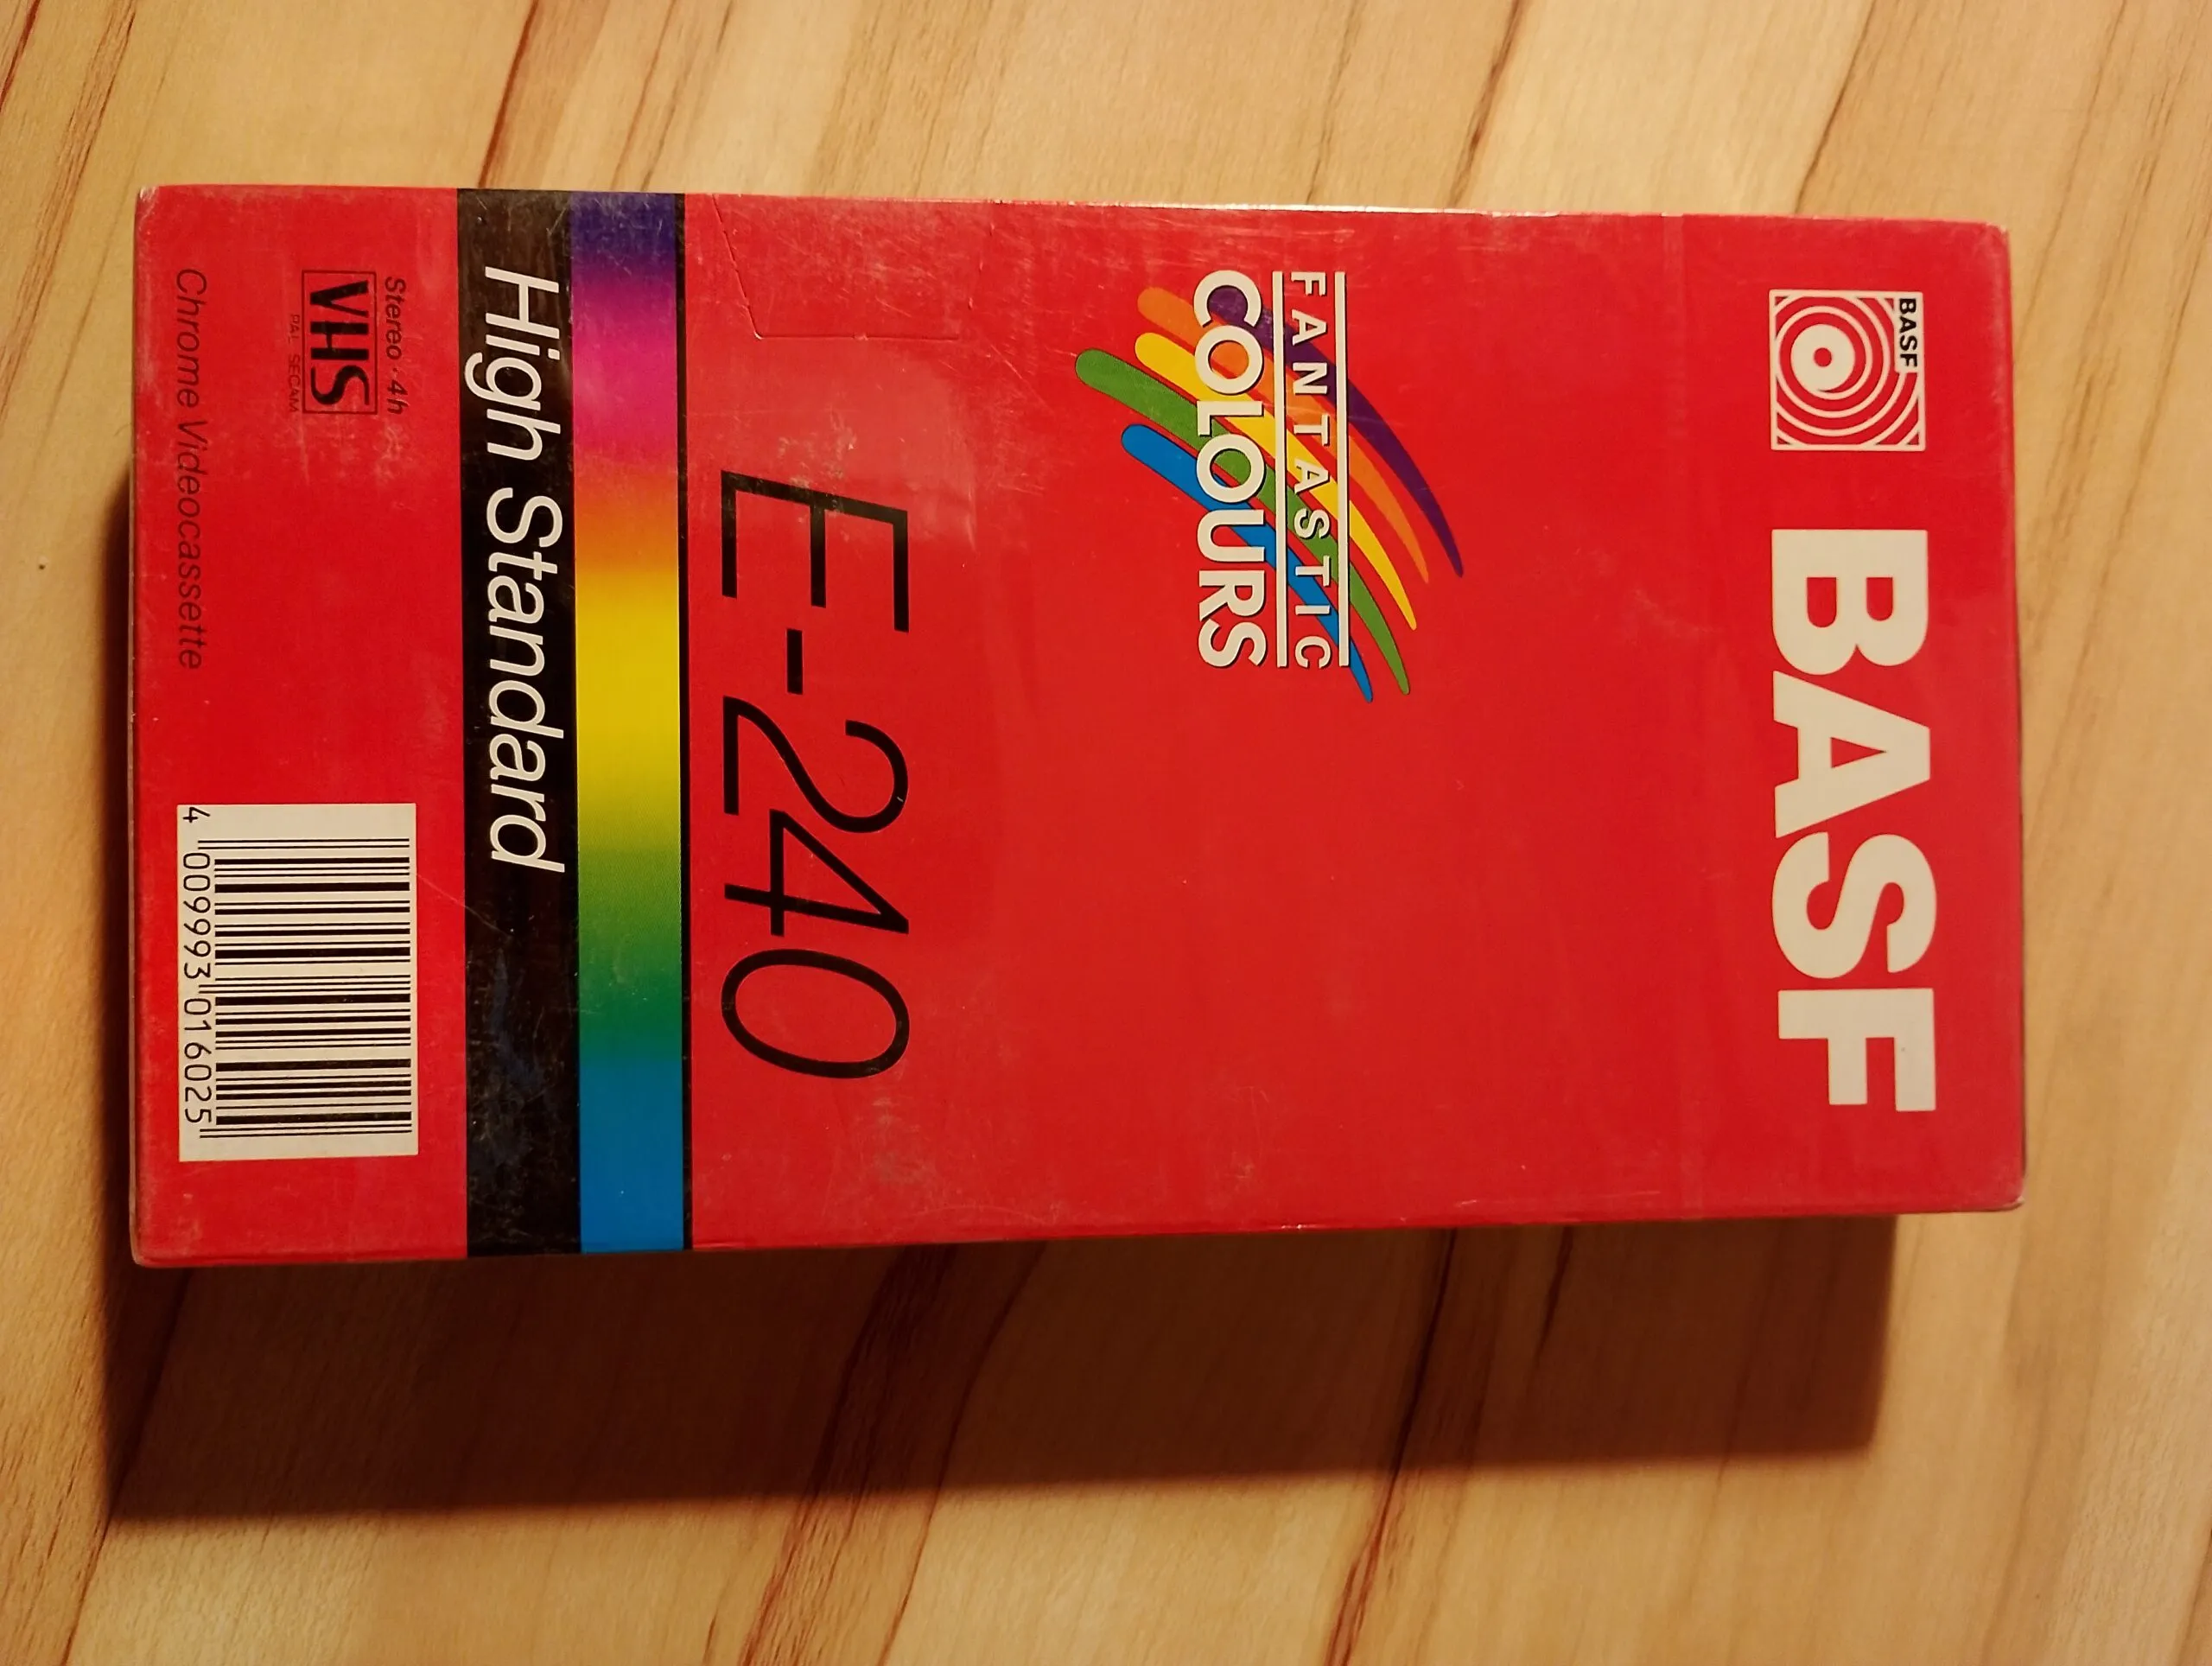 BASF
BASF
FANTASTIC
COLOURS
E-240
High Standard
Stereo · 4h
VHS
PAL SECAM
Chrome Videocassette
4 009993 016025